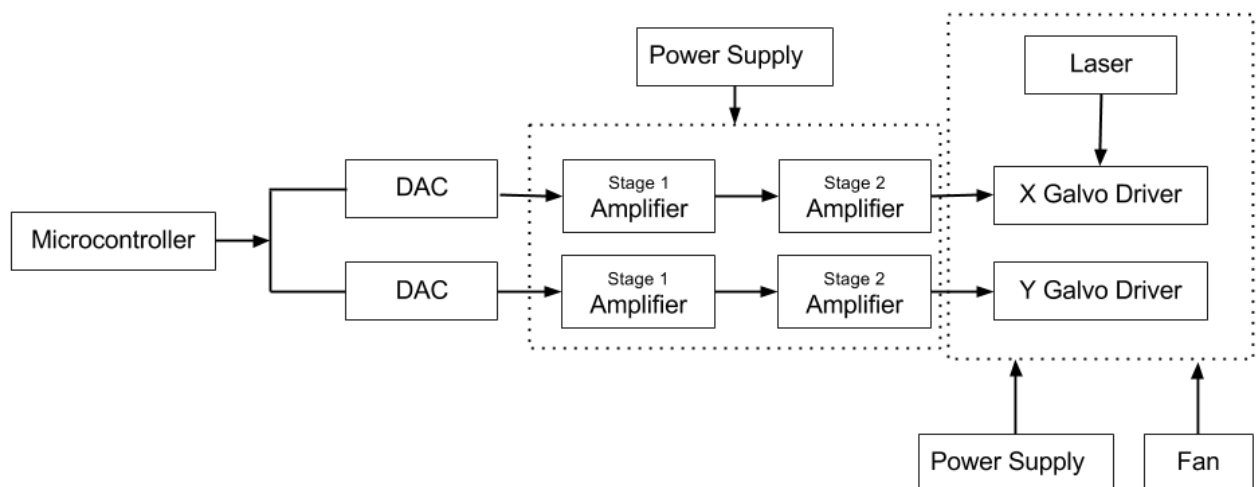 Power Supply
Laser
DAC
Stage 1
Amplifier
Stage 2
Amplifier
X Galvo Driver
Microcontroller
DAC
Stage 1
Amplifier
Stage 2
Amplifier
Y Galvo Driver
Power Supply
Fan